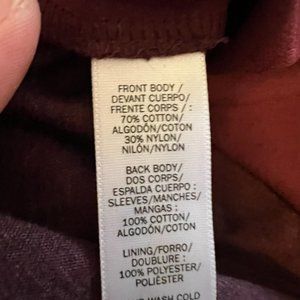 FRONT BODY /
DEVANT CUERPO/
FRENTE CORPS / :
70% COTTON/
ALGODÓN/COTON
30% NYLON/
NILÓN/NYLON
BACK BODY/
DOS CORPS/
ESPALDA CUERPO :
SLEEVES/MANCHES/
MANGAS :
100% COTTON/
ALGODÓN/COTON
LINING/FORRO/
DOUBLURE :
100% POLYESTER/
POLIÉSTER
WASH COLD